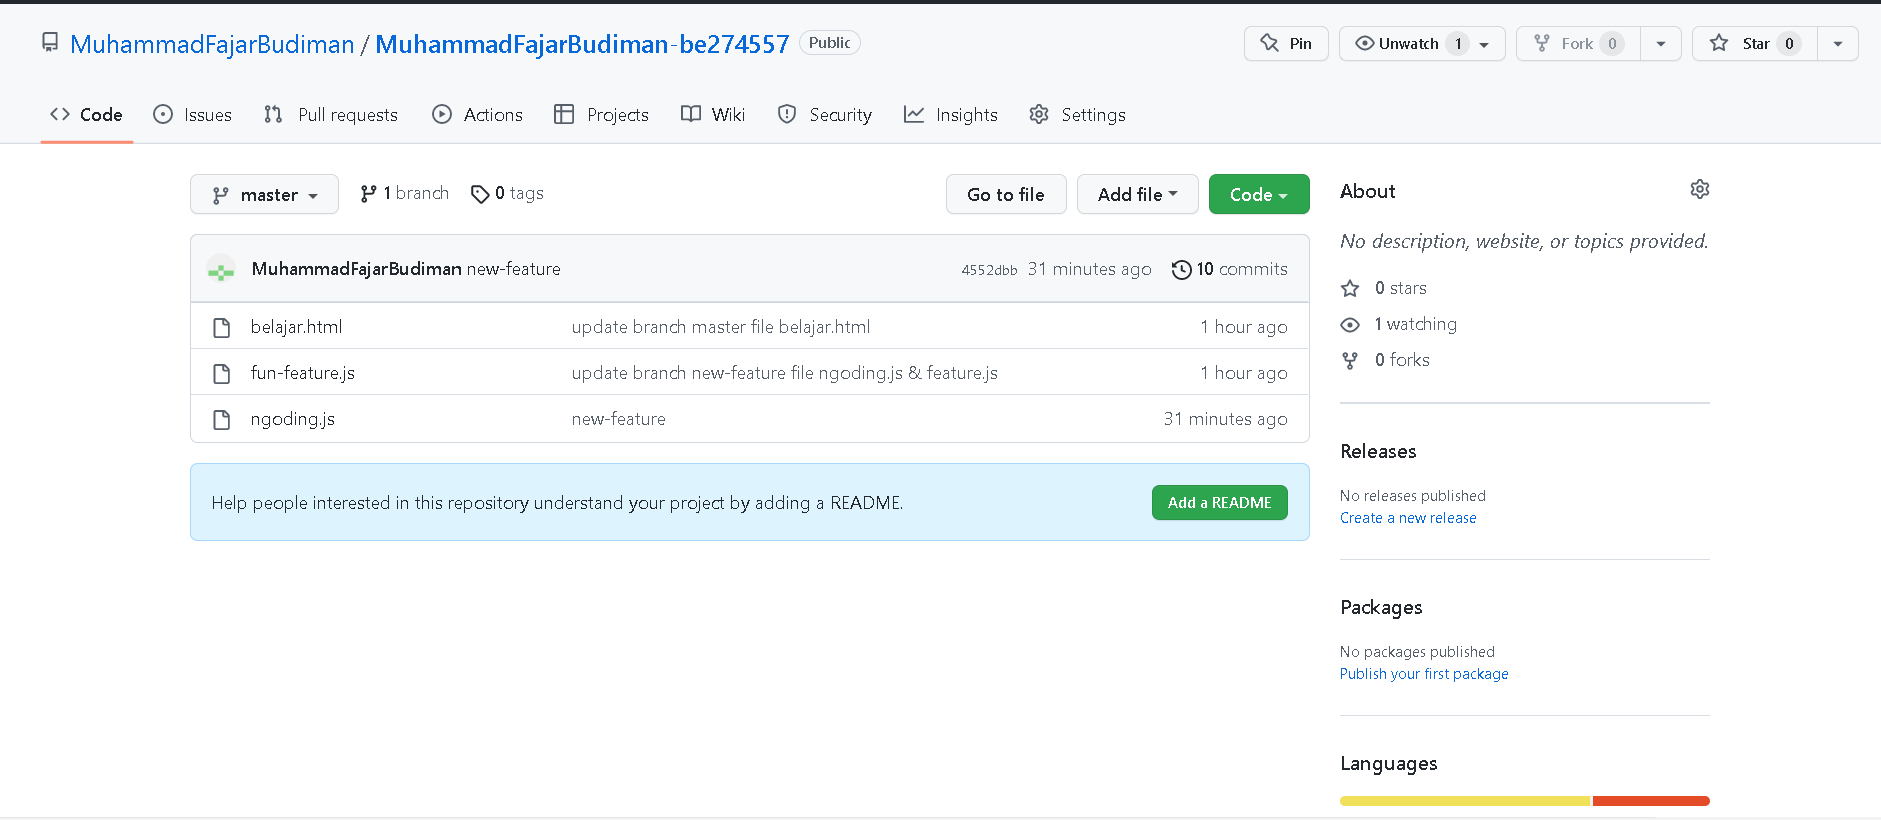 MuhammadFajarBudiman / MuhammadFajarBudiman-be274557 Public
Pin
Unwatch 1
Fork 0
Star 0
Code
Issues
Pull requests
Actions
Projects
Wiki
Security
Insights
Settings
master
1 branch
0 tags
Go to file
Add file
Code
MuhammadFajarBudiman new-feature
4552dbb 31 minutes ago
10 commits
belajar.html update branch master file belajar.html 1 hour ago
fun-feature.js update branch new-feature file ngoding.js & feature.js 1 hour ago
ngoding.js new-feature 31 minutes ago
Help people interested in this repository understand your project by adding a README.
Add a README
About
No description, website, or topics provided.
0 stars
1 watching
0 forks
Releases
No releases published
Create a new release
Packages
No packages published
Publish your first package
Languages